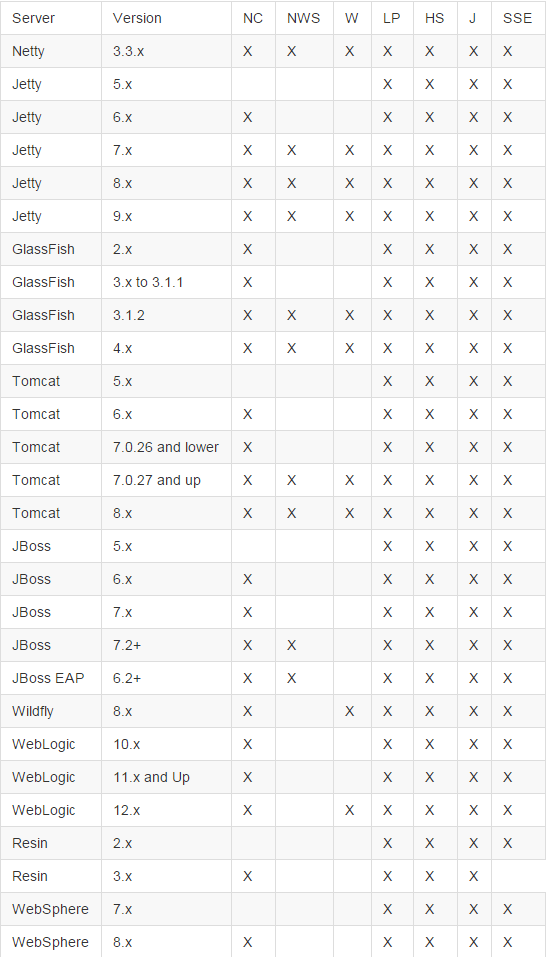 Server Version NC NWS W LP HS J SSE
Netty 3.3.x X X X X X X X
Jetty 5.x X X X X
Jetty 6.x X X X X X
Jetty 7.x X X X X X X X
Jetty 8.x X X X X X X X
Jetty 9.x X X X X X X X
GlassFish 2.x X X X X X
GlassFish 3.x to 3.1.1 X X X X X
GlassFish 3.1.2 X X X X X X X
GlassFish 4.x X X X X X X X
Tomcat 5.x X X X X
Tomcat 6.x X X X X X
Tomcat 7.0.26 and lower X X X X X
Tomcat 7.0.27 and up X X X X X X X
Tomcat 8.x X X X X X X X
JBoss 5.x X X X X
JBoss 6.x X X X X X
JBoss 7.x X X X X X
JBoss 7.2+ X X X X X X
JBoss EAP 6.2+ X X X X X X
Wildfly 8.x X X X X X X
WebLogic 10.x X X X X X
WebLogic 11.x and Up X X X X X
WebLogic 12.x X X X X X X
Resin 2.x X X X X
Resin 3.x X X X X
WebSphere 7.x X X X X
WebSphere 8.x X X X X X